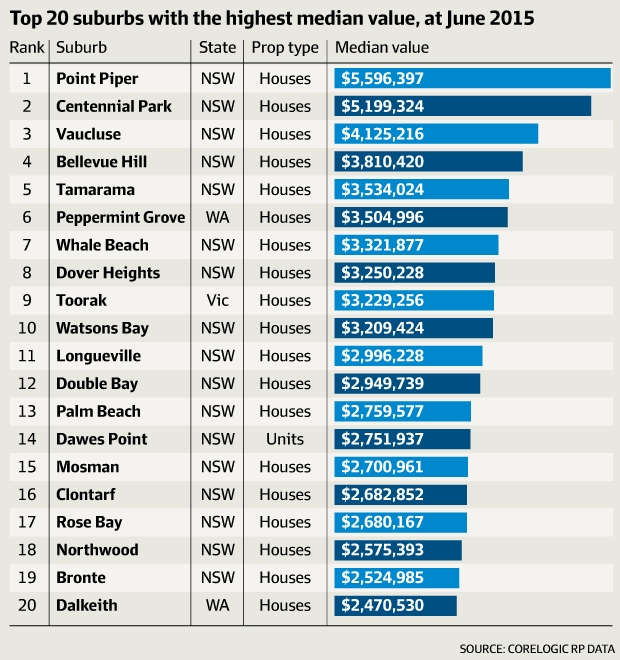 Top 20 suburbs with the highest median value, at June 2015
Rank Suburb State Prop type Median value
1 Point Piper NSW Houses $5,596,397
2 Centennial Park NSW Houses $5,199,324
3 Vaucluse NSW Houses $4,125,216
4 Bellevue Hill NSW Houses $3,810,420
5 Tamarama NSW Houses $3,534,024
6 Peppermint Grove WA Houses $3,504,996
7 Whale Beach NSW Houses $3,321,877
8 Dover Heights NSW Houses $3,250,228
9 Toorak Vic Houses $3,229,256
10 Watsons Bay NSW Houses $3,209,424
11 Longueville NSW Houses $2,996,228
12 Double Bay NSW Houses $2,949,739
13 Palm Beach NSW Houses $2,759,577
14 Dawes Point NSW Units $2,751,937
15 Mosman NSW Houses $2,700,961
16 Clontarf NSW Houses $2,682,852
17 Rose Bay NSW Houses $2,680,167
18 Northwood NSW Houses $2,575,393
19 Bronte NSW Houses $2,524,985
20 Dalkeith WA Houses $2,470,530
SOURCE: CORELOGIC RP DATA